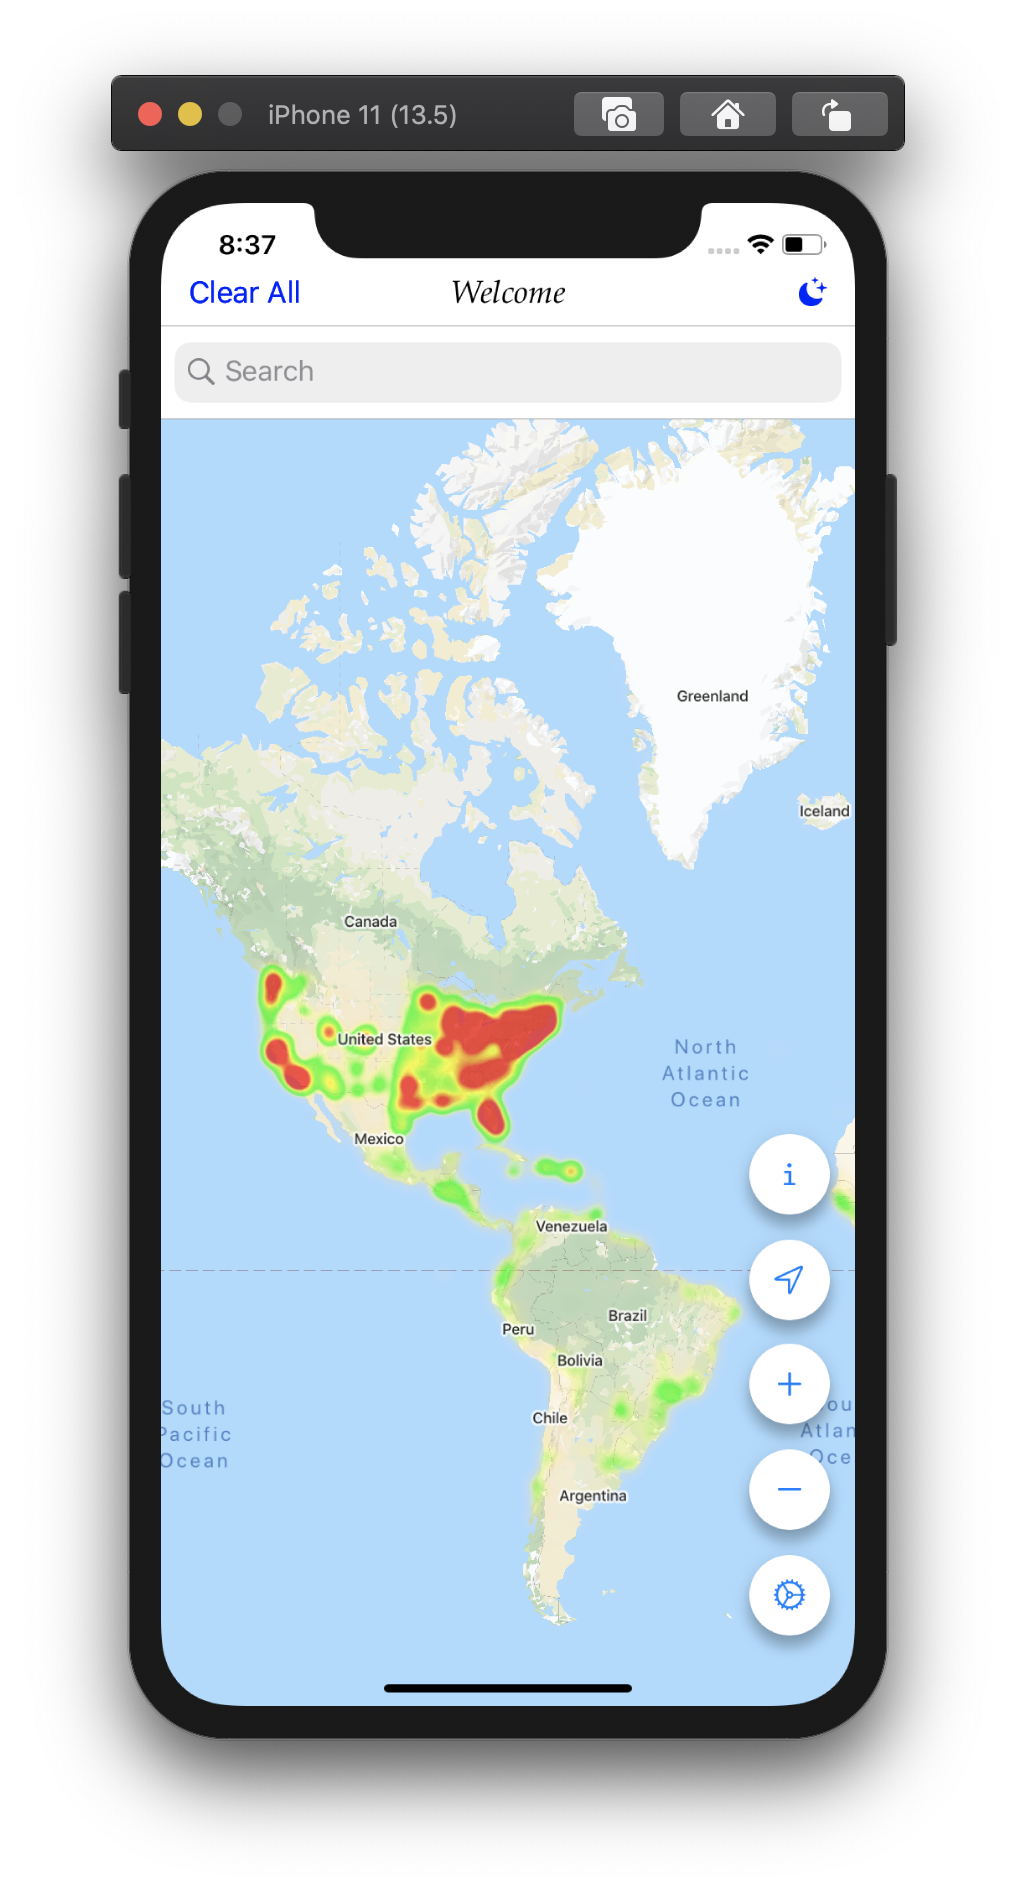 iPhone 11 (13.5)
8:37
Clear All
Welcome
Search
Greenland
Iceland
Canada
United States
North
Atlantic
Ocean
Mexico
i
Venezuela
Brazil
Peru
Bolivia
Chile
South
Pacific
Ocean
ou
Atlan
Oce
Argentina